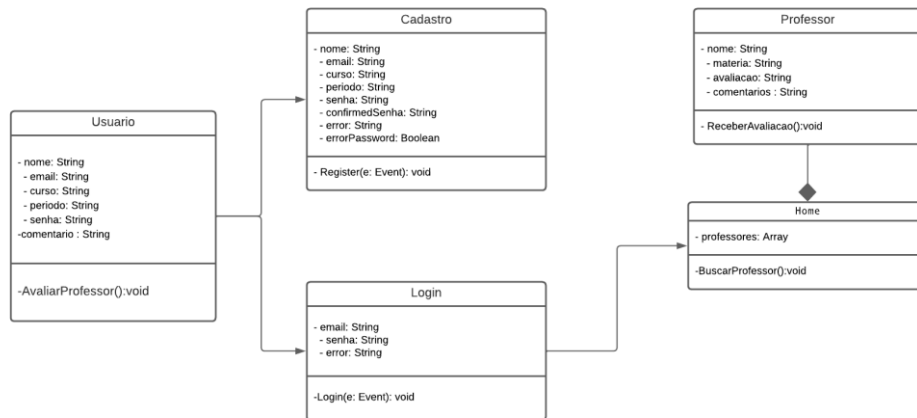 Cadastro
- nome: String
- email: String
- curso: String
- periodo: String
- senha: String
- confirmedSenha: String
- error: String
- errorPassword: Boolean
- Register(e: Event): void
Professor
- nome: String
- materia: String
- avaliacao: String
- comentarios : String
- ReceberAvaliacao():void
Usuario
- nome: String
- email: String
- curso: String
- periodo: String
- senha: String
-comentario : String
-AvaliarProfessor():void
Home
- professores: Array
-BuscarProfessor():void
Login
- email: String
- senha: String
- error: String
-Login(e: Event): void